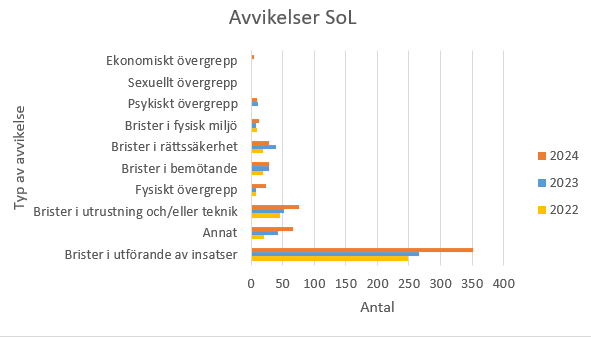 Avvikelser SoL
Typ av avvikelse
Ekonomiskt övergrepp
Sexuellt övergrepp
Psykiskt övergrepp
Brister i fysisk miljö
Brister i rättssäkerhet
Brister i bemötande
Fysiskt övergrepp
Brister i utrustning och/eller teknik
Annat
Brister i utförande av insatser
0 50 100 150 200 250 300 350 400
Antal
2024
2023
2022